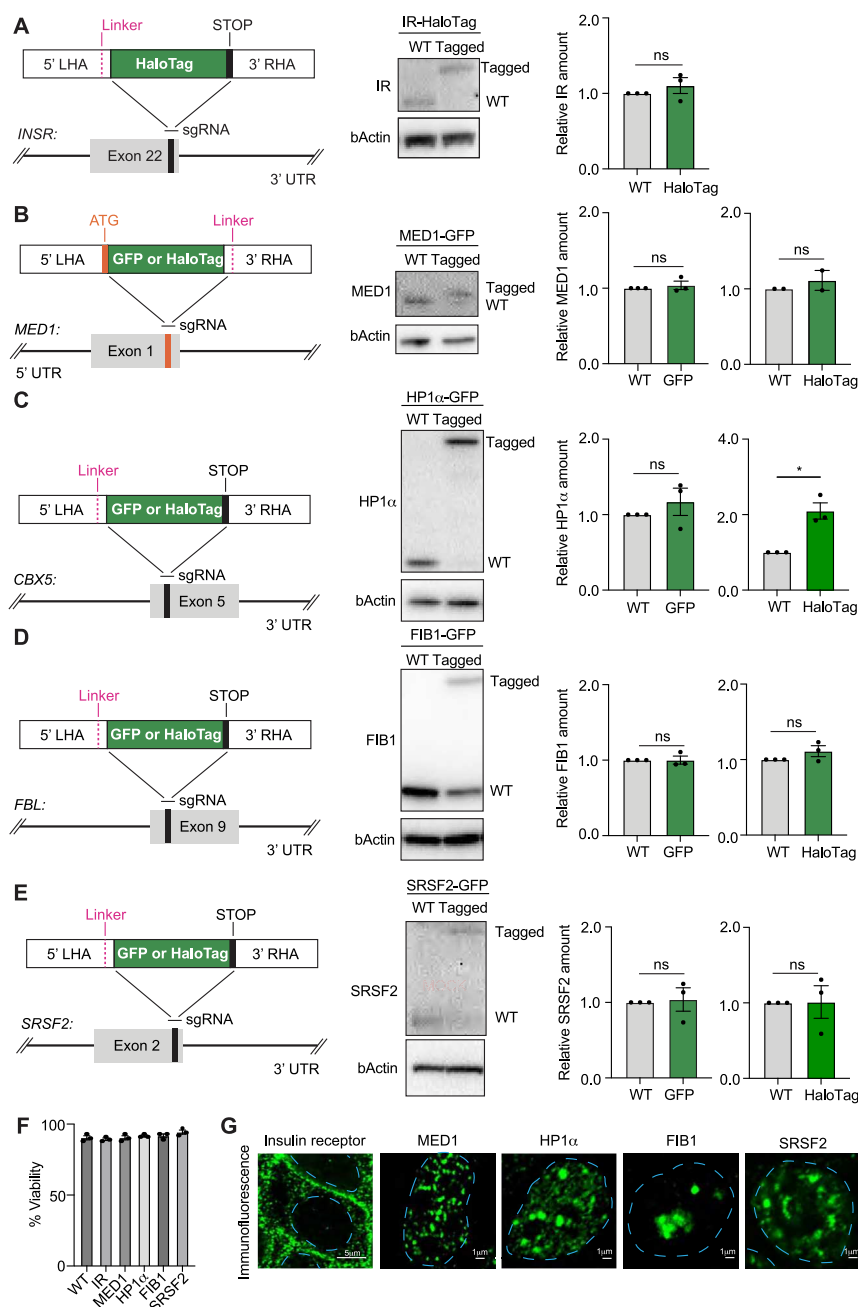 A
Linker
STOP
5’ LHA
HaloTag
3’ RHA
sgRNA
INSR:
Exon 22
3’ UTR
IR-HaloTag
WT Tagged
Tagged
IR
WT
bActin
Relative IR amount
2.0
1.0
0.0
ns
WT
HaloTag
B
ATG
Linker
5’ LHA
GFP or HaloTag
3’ RHA
sgRNA
MED1:
Exon 1
5’ UTR
MED1-GFP
WT Tagged
MED1
Tagged
WT
bActin
Relative MED1 amount
2.0
1.0
0.0
ns
WT
GFP
2.0
1.0
0.0
ns
WT
HaloTag
C
Linker
STOP
5’ LHA
GFP or HaloTag
3’ RHA
sgRNA
CBX5:
Exon 5
3’ UTR
HP1α-GFP
WT Tagged
Tagged
HP1α
WT
bActin
Relative HP1α amount
2.0
1.0
0.0
ns
WT
GFP
4.0
2.0
0.0
*
WT
HaloTag
D
Linker
STOP
5’ LHA
GFP or HaloTag
3’ RHA
sgRNA
FBL:
Exon 9
3’ UTR
FIB1-GFP
WT Tagged
Tagged
FIB1
WT
bActin
Relative FIB1 amount
2.0
1.0
0.0
ns
WT
GFP
2.0
1.0
0.0
ns
WT
HaloTag
E
Linker
STOP
5’ LHA
GFP or HaloTag
3’ RHA
sgRNA
SRSF2:
Exon 2
3’ UTR
SRSF2-GFP
WT Tagged
Tagged
SRSF2
WT
bActin
Relative SRSF2 amount
2.0
1.0
0.0
ns
WT
GFP
2.0
1.0
0.0
ns
WT
HaloTag
F
% Viability
100
50
0
WT
IR
MED1
HP1α
FIB1
SRSF2
G
Immunofluorescence
Insulin receptor
5μm
MED1
1μm
HP1α
1μm
FIB1
1μm
SRSF2
1μm